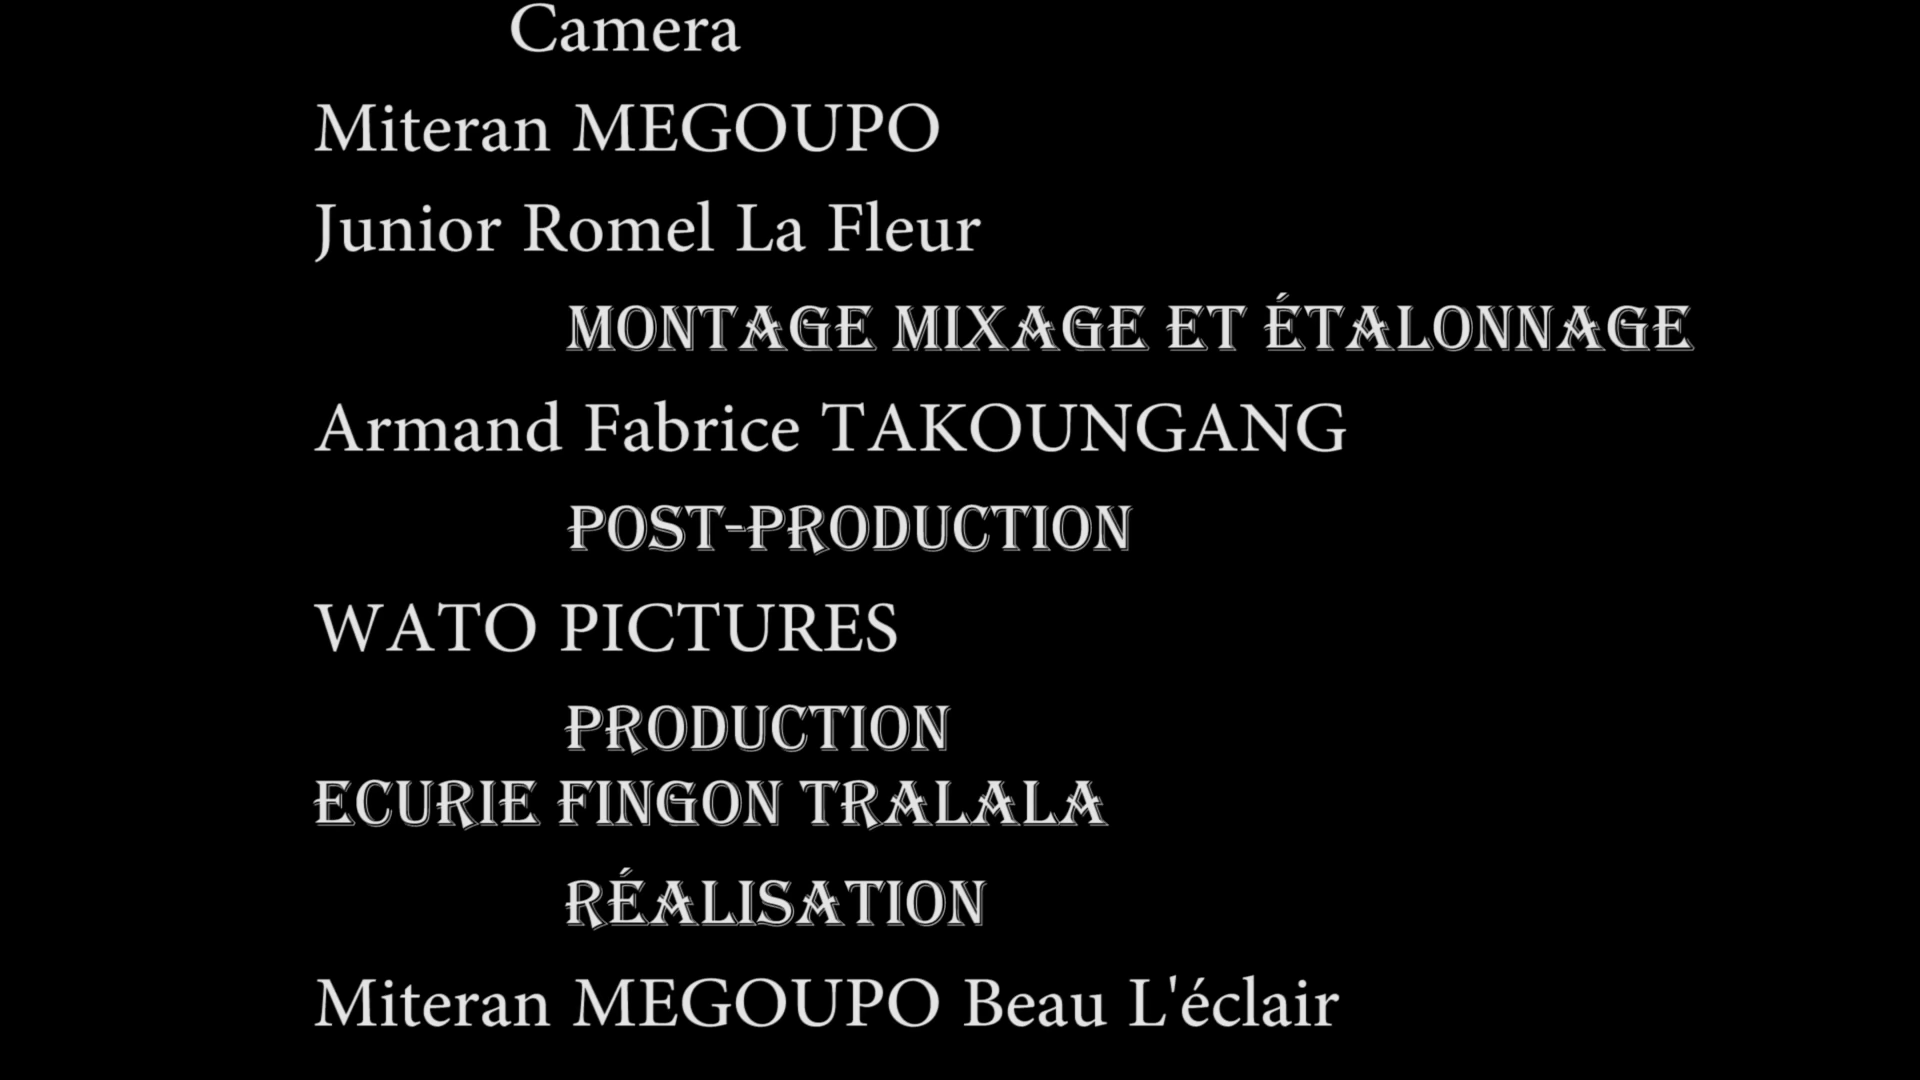 Camera
Miteran MEGOUPO
Junior Romel La Fleur
MONTAGE MIXAGE ET ÉTALONNAGE
Armand Fabrice TAKOUNGANG
POST-PRODUCTION
WATO PICTURES
PRODUCTION
ECURIE FINGON TRALALA
RÉALISATION
Miteran MEGOUPO Beau L'éclair